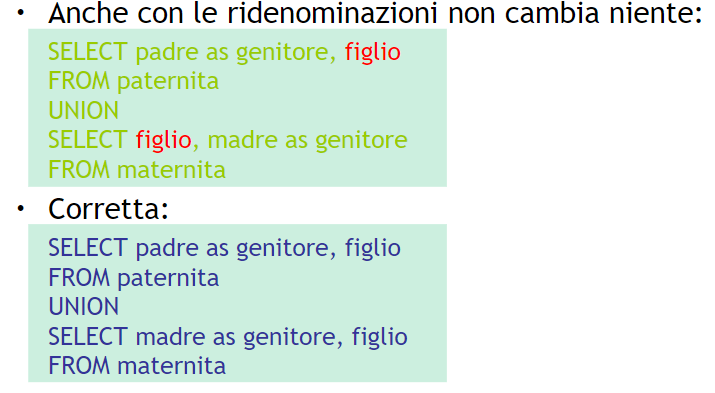 • Anche con le ridenominazioni non cambia niente:
SELECT padre as genitore, figlio
FROM paternita
UNION
SELECT figlio, madre as genitore
FROM maternita
• Corretta:
SELECT padre as genitore, figlio
FROM paternita
UNION
SELECT madre as genitore, figlio
FROM maternita